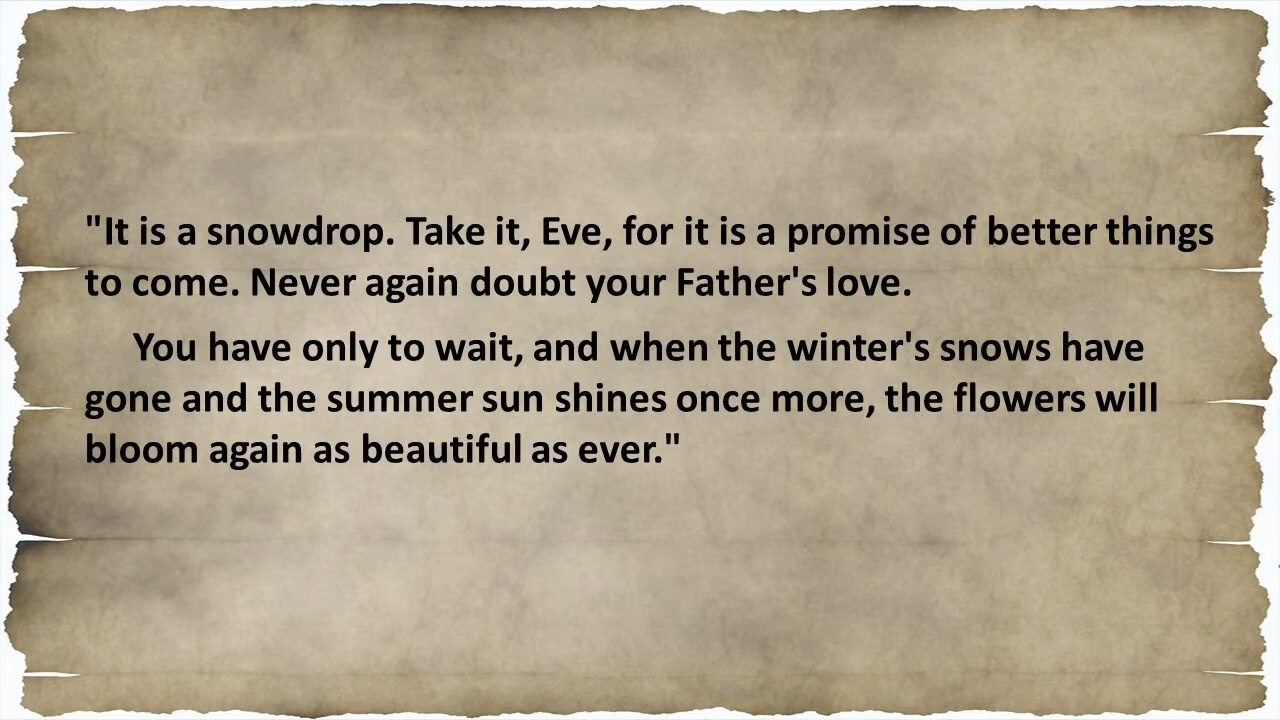 "It is a snowdrop. Take it, Eve, for it is a promise of better things
to come. Never again doubt your Father's love.
You have only to wait, and when the winter's snows have
gone and the summer sun shines once more, the flowers will
bloom again as beautiful as ever."